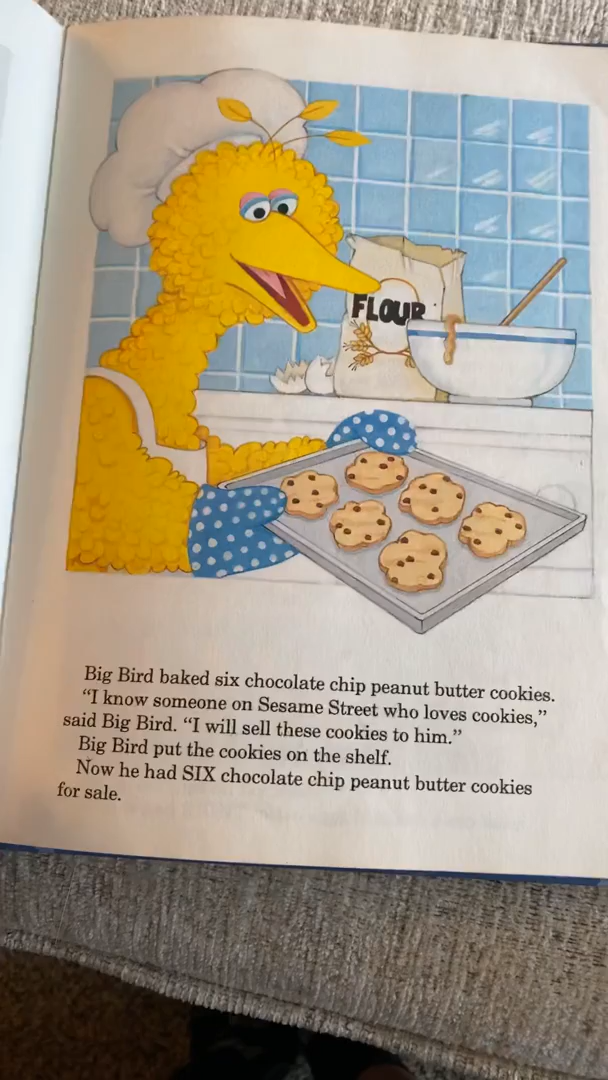 FLOUR
Big Bird baked six chocolate chip peanut butter cookies.
“I know someone on Sesame Street who loves cookies,”
said Big Bird. “I will sell these cookies to him.”
Big Bird put the cookies on the shelf.
Now he had SIX chocolate chip peanut butter cookies
for sale.